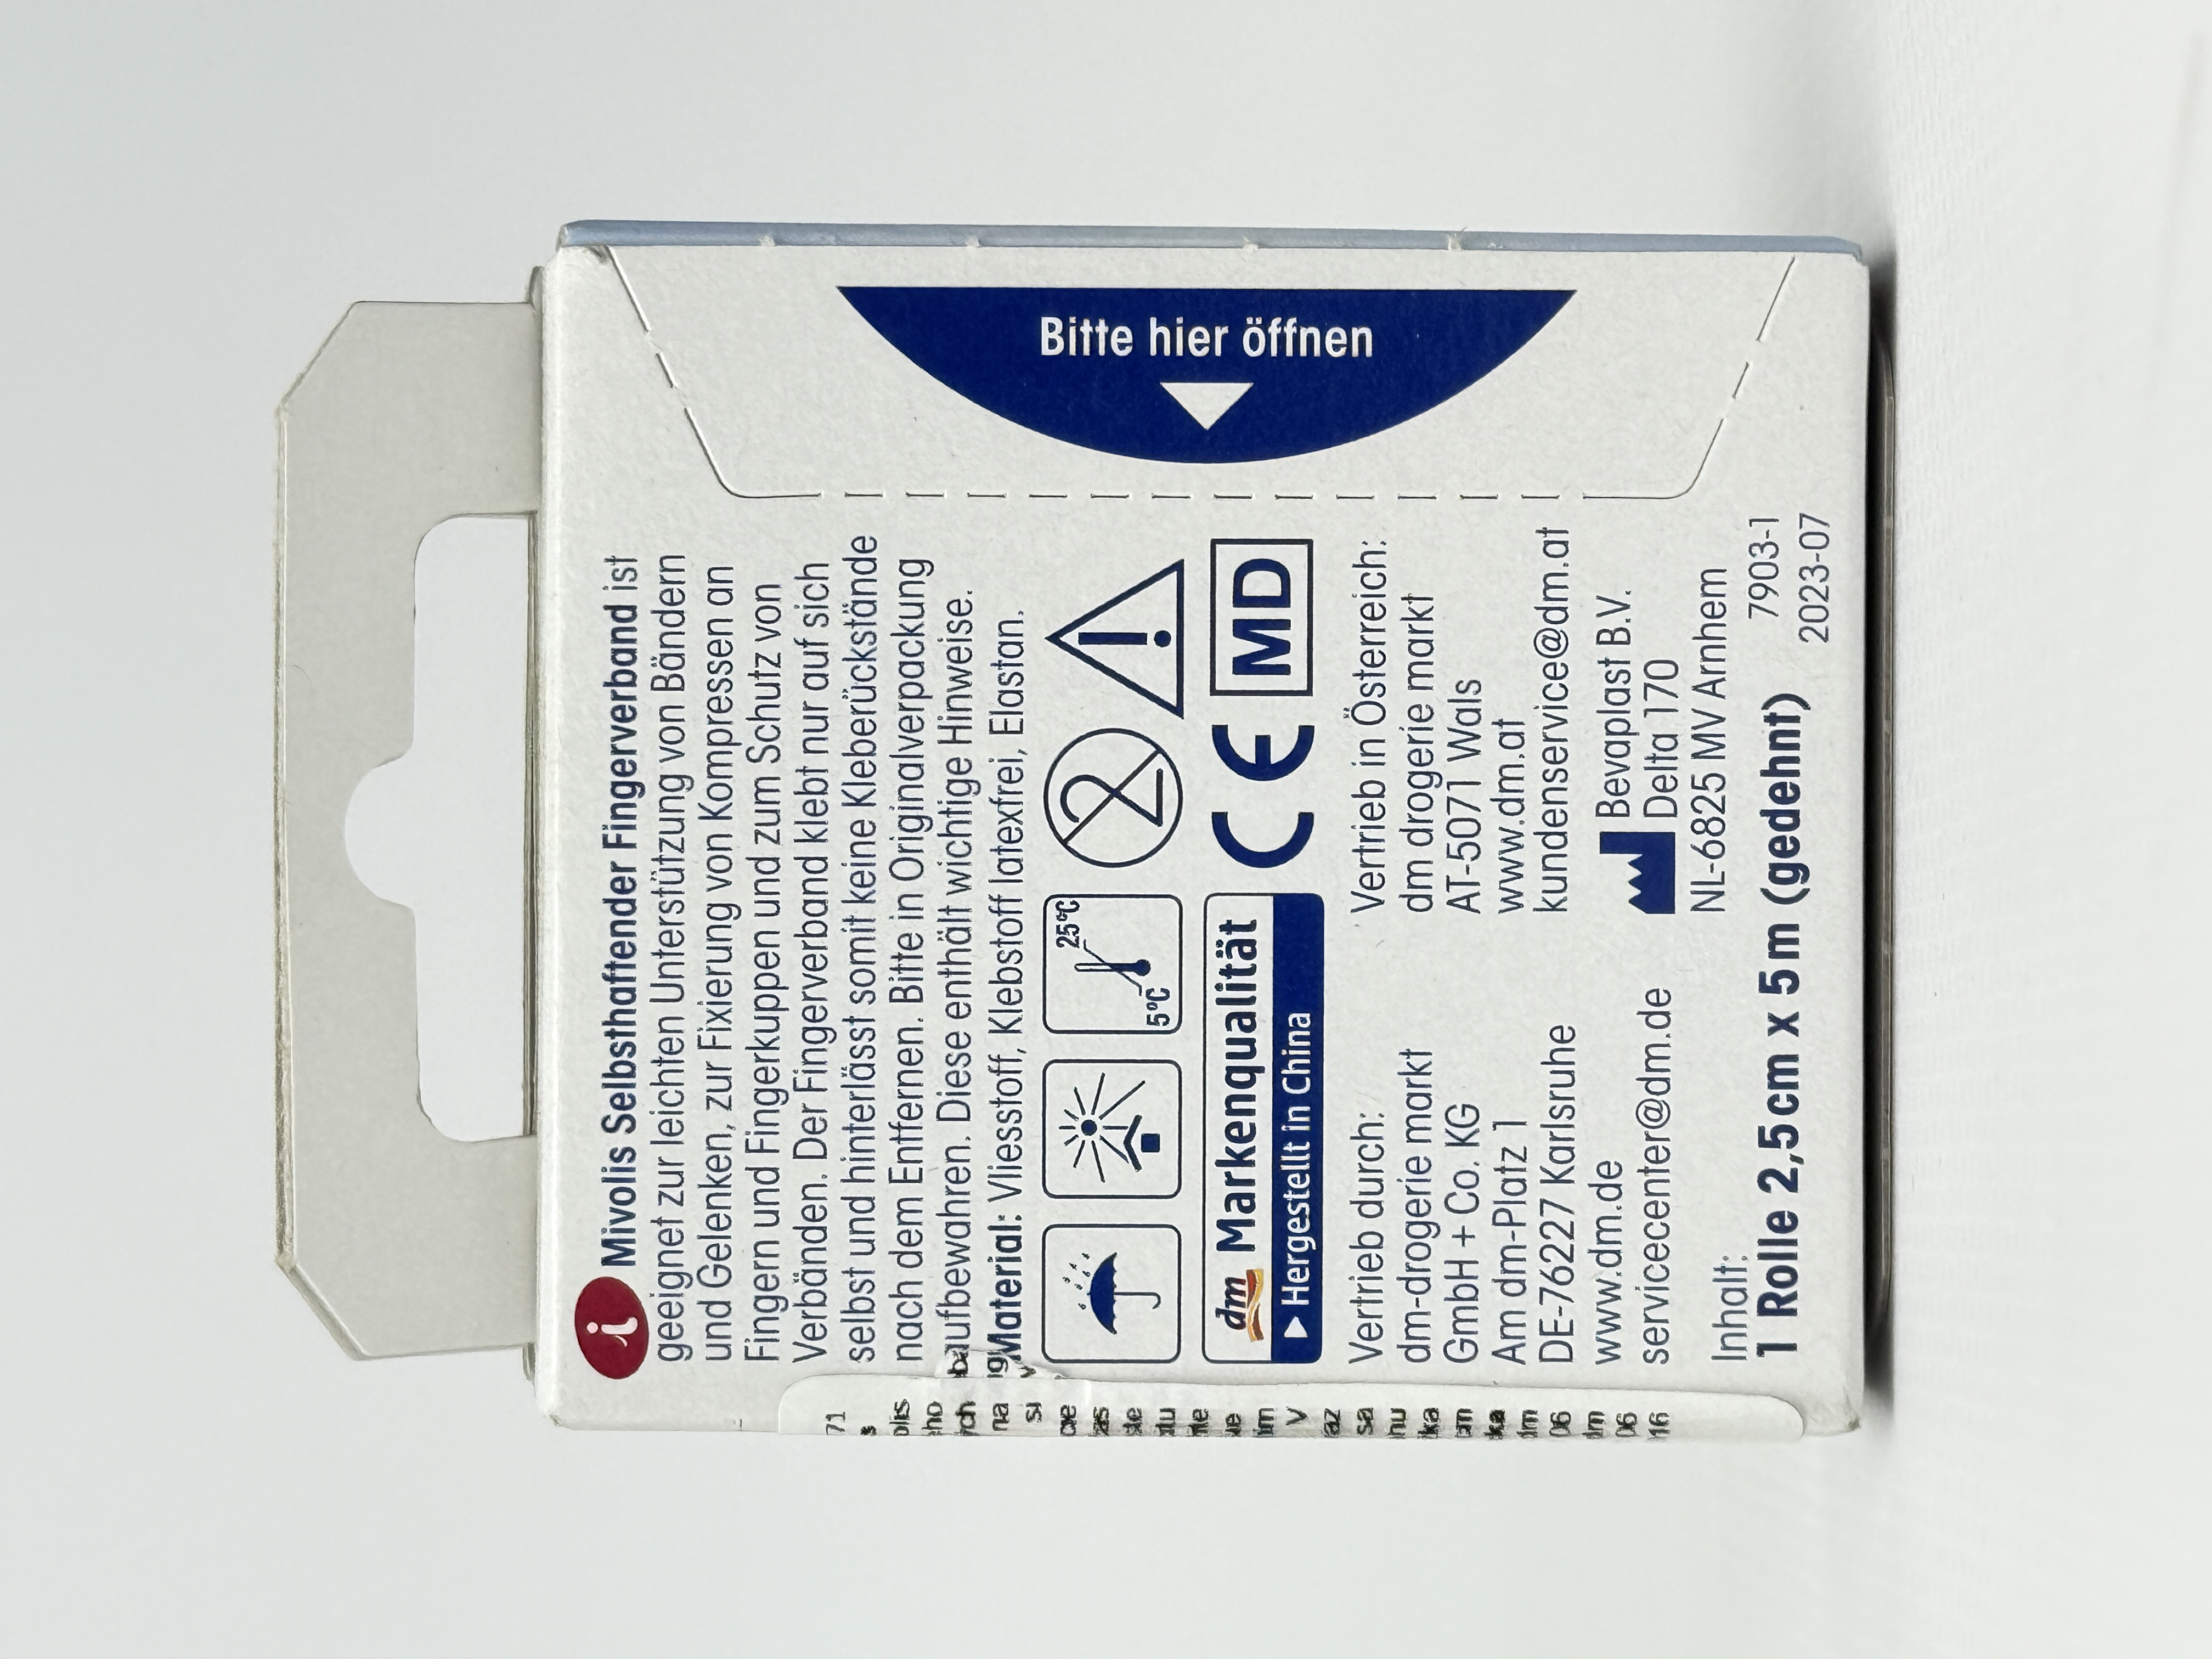 Bitte hier öffnen
i Mivolis Selbsthaftender Fingerverband ist
geeignet zur leichten Unterstützung von Bändern
und Gelenken, zur Fixierung von Kompressen an
Fingern und Fingerkuppen und zum Schutz von
Verbänden. Der Fingerverband klebt nur auf sich
selbst und hinterlässt somit keine Kleberückstände
nach dem Entfernen. Bitte in Originalverpackung
aufbewahren. Diese enthält wichtige Hinweise.
Material: Vliesstoff, Klebstoff latexfrei, Elastan.
5°C 25°C 2
dm Markenqualität
Hergestellt in China
CE MD
Vertrieb durch:
dm-drogerie markt
GmbH + Co. KG
Am dm-Platz 1
DE-76227 Karlsruhe
www.dm.de
servicecenter@dm.de
Vertrieb in Österreich:
dm drogerie markt
AT-5071 Wals
www.dm.at
kundenservice@dm.at
Bevaplast B.V.
Delta 170
NL-6825 MV Arnhem
Inhalt:
1 Rolle 2,5cm x 5m (gedehnt)
7903-1
2023-07